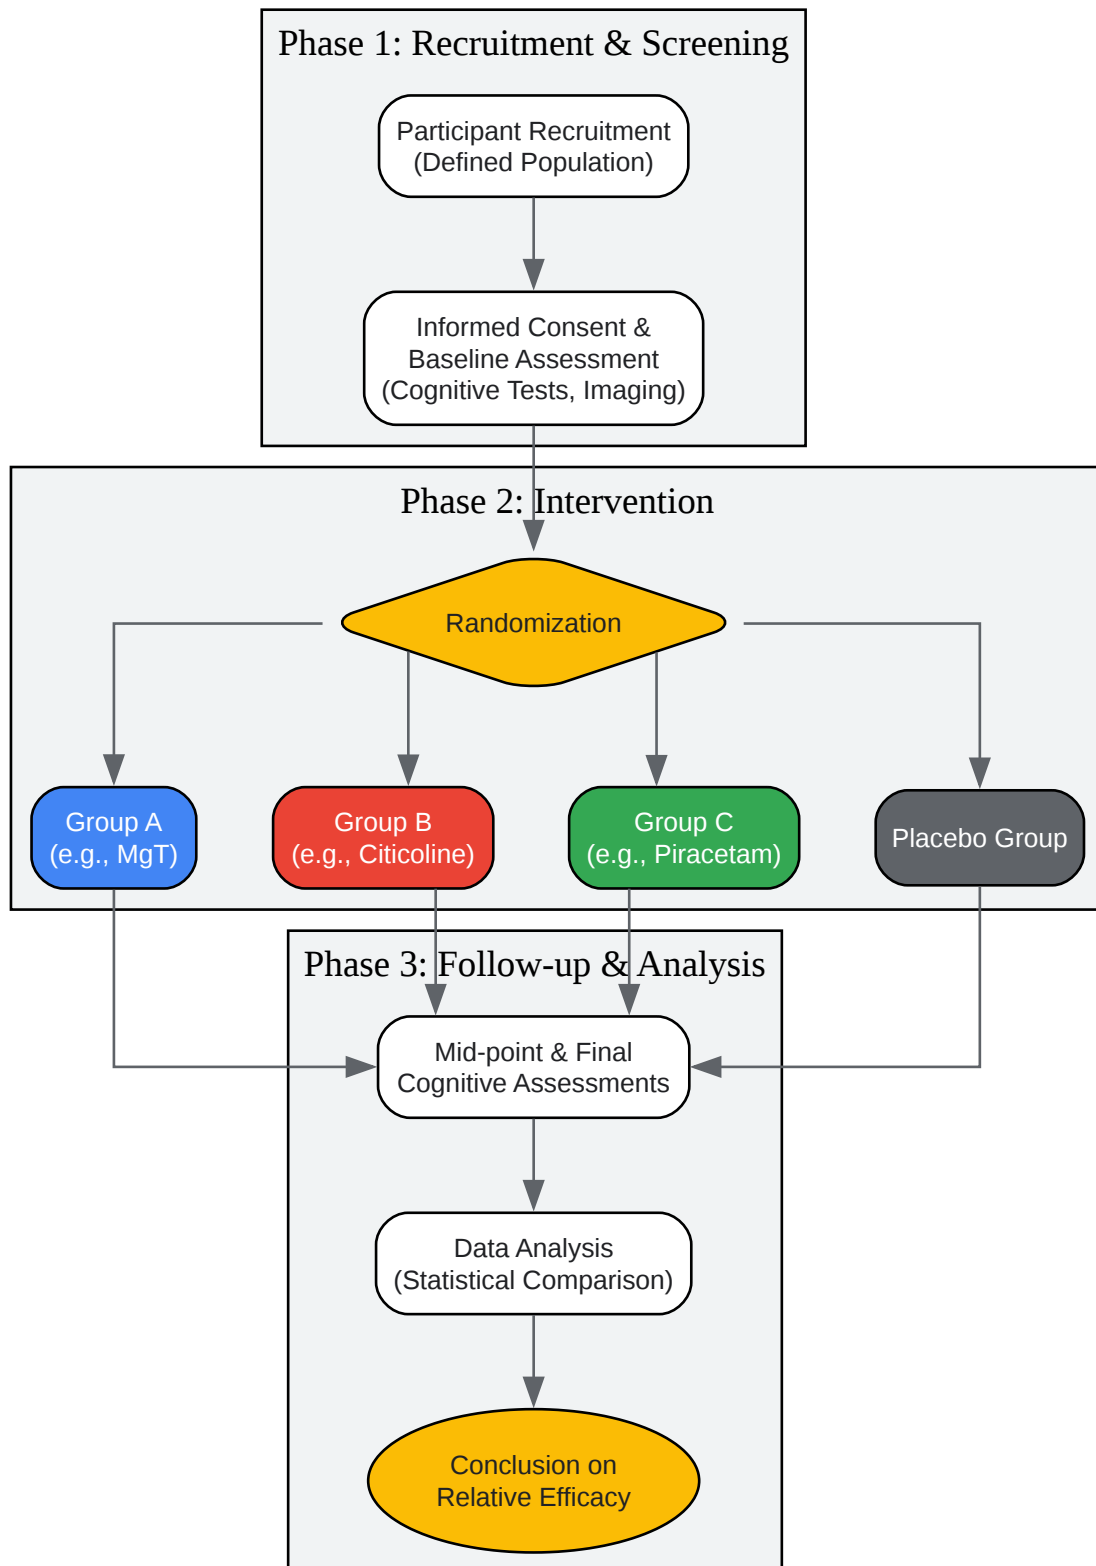 Phase 1: Recruitment & Screening
Participant Recruitment
(Defined Population)
Informed Consent &
Baseline Assessment
(Cognitive Tests, Imaging)
Phase 2: Intervention
Randomization
Group A
(e.g., MgT)
Group B
(e.g., Citicoline)
Group C
(e.g., Piracetam)
Placebo Group
Phase 3: Follow-up & Analysis
Mid-point & Final
Cognitive Assessments
Data Analysis
(Statistical Comparison)
Conclusion on
Relative Efficacy